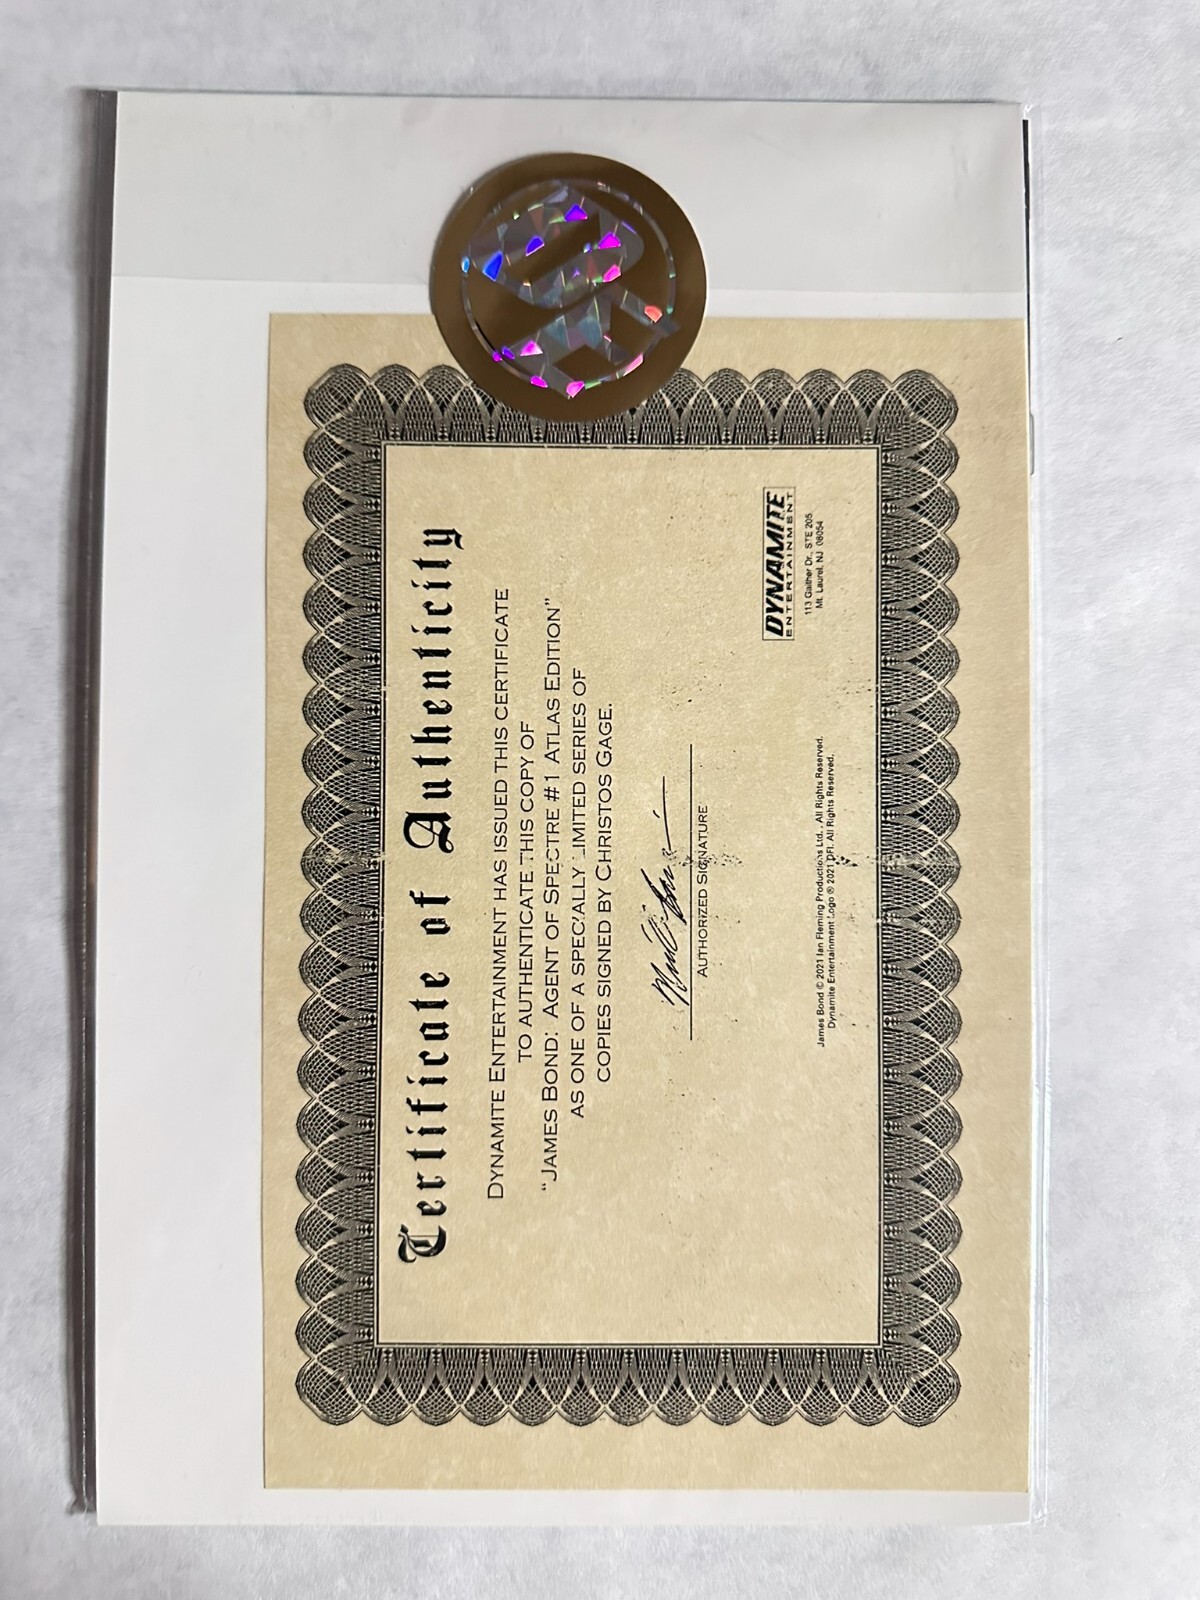 Certificate of Authenticity
DYNAMITE ENTERTAINMENT HAS ISSUED THIS CERTIFICATE
TO AUTHENTICATE THIS COPY OF
"JAMES BOND: AGENT OF SPECTRE #1 ATLAS EDITION"
AS ONE OF A SPECIALLY LIMITED SERIES OF
COPIES SIGNED BY CHRISTOS GAGE.
AUTHORIZED SIGNATURE
DYNAMITE
ENTERTAINMENT
113 Gaither Dr., STE 205
Mt. Laurel, NJ 08054
James Bond © 2021 Ian Fleming Productions Ltd.. All Rights Reserved.
Dynamite Entertainment Logo ® 2021 DFI. All Rights Reserved.